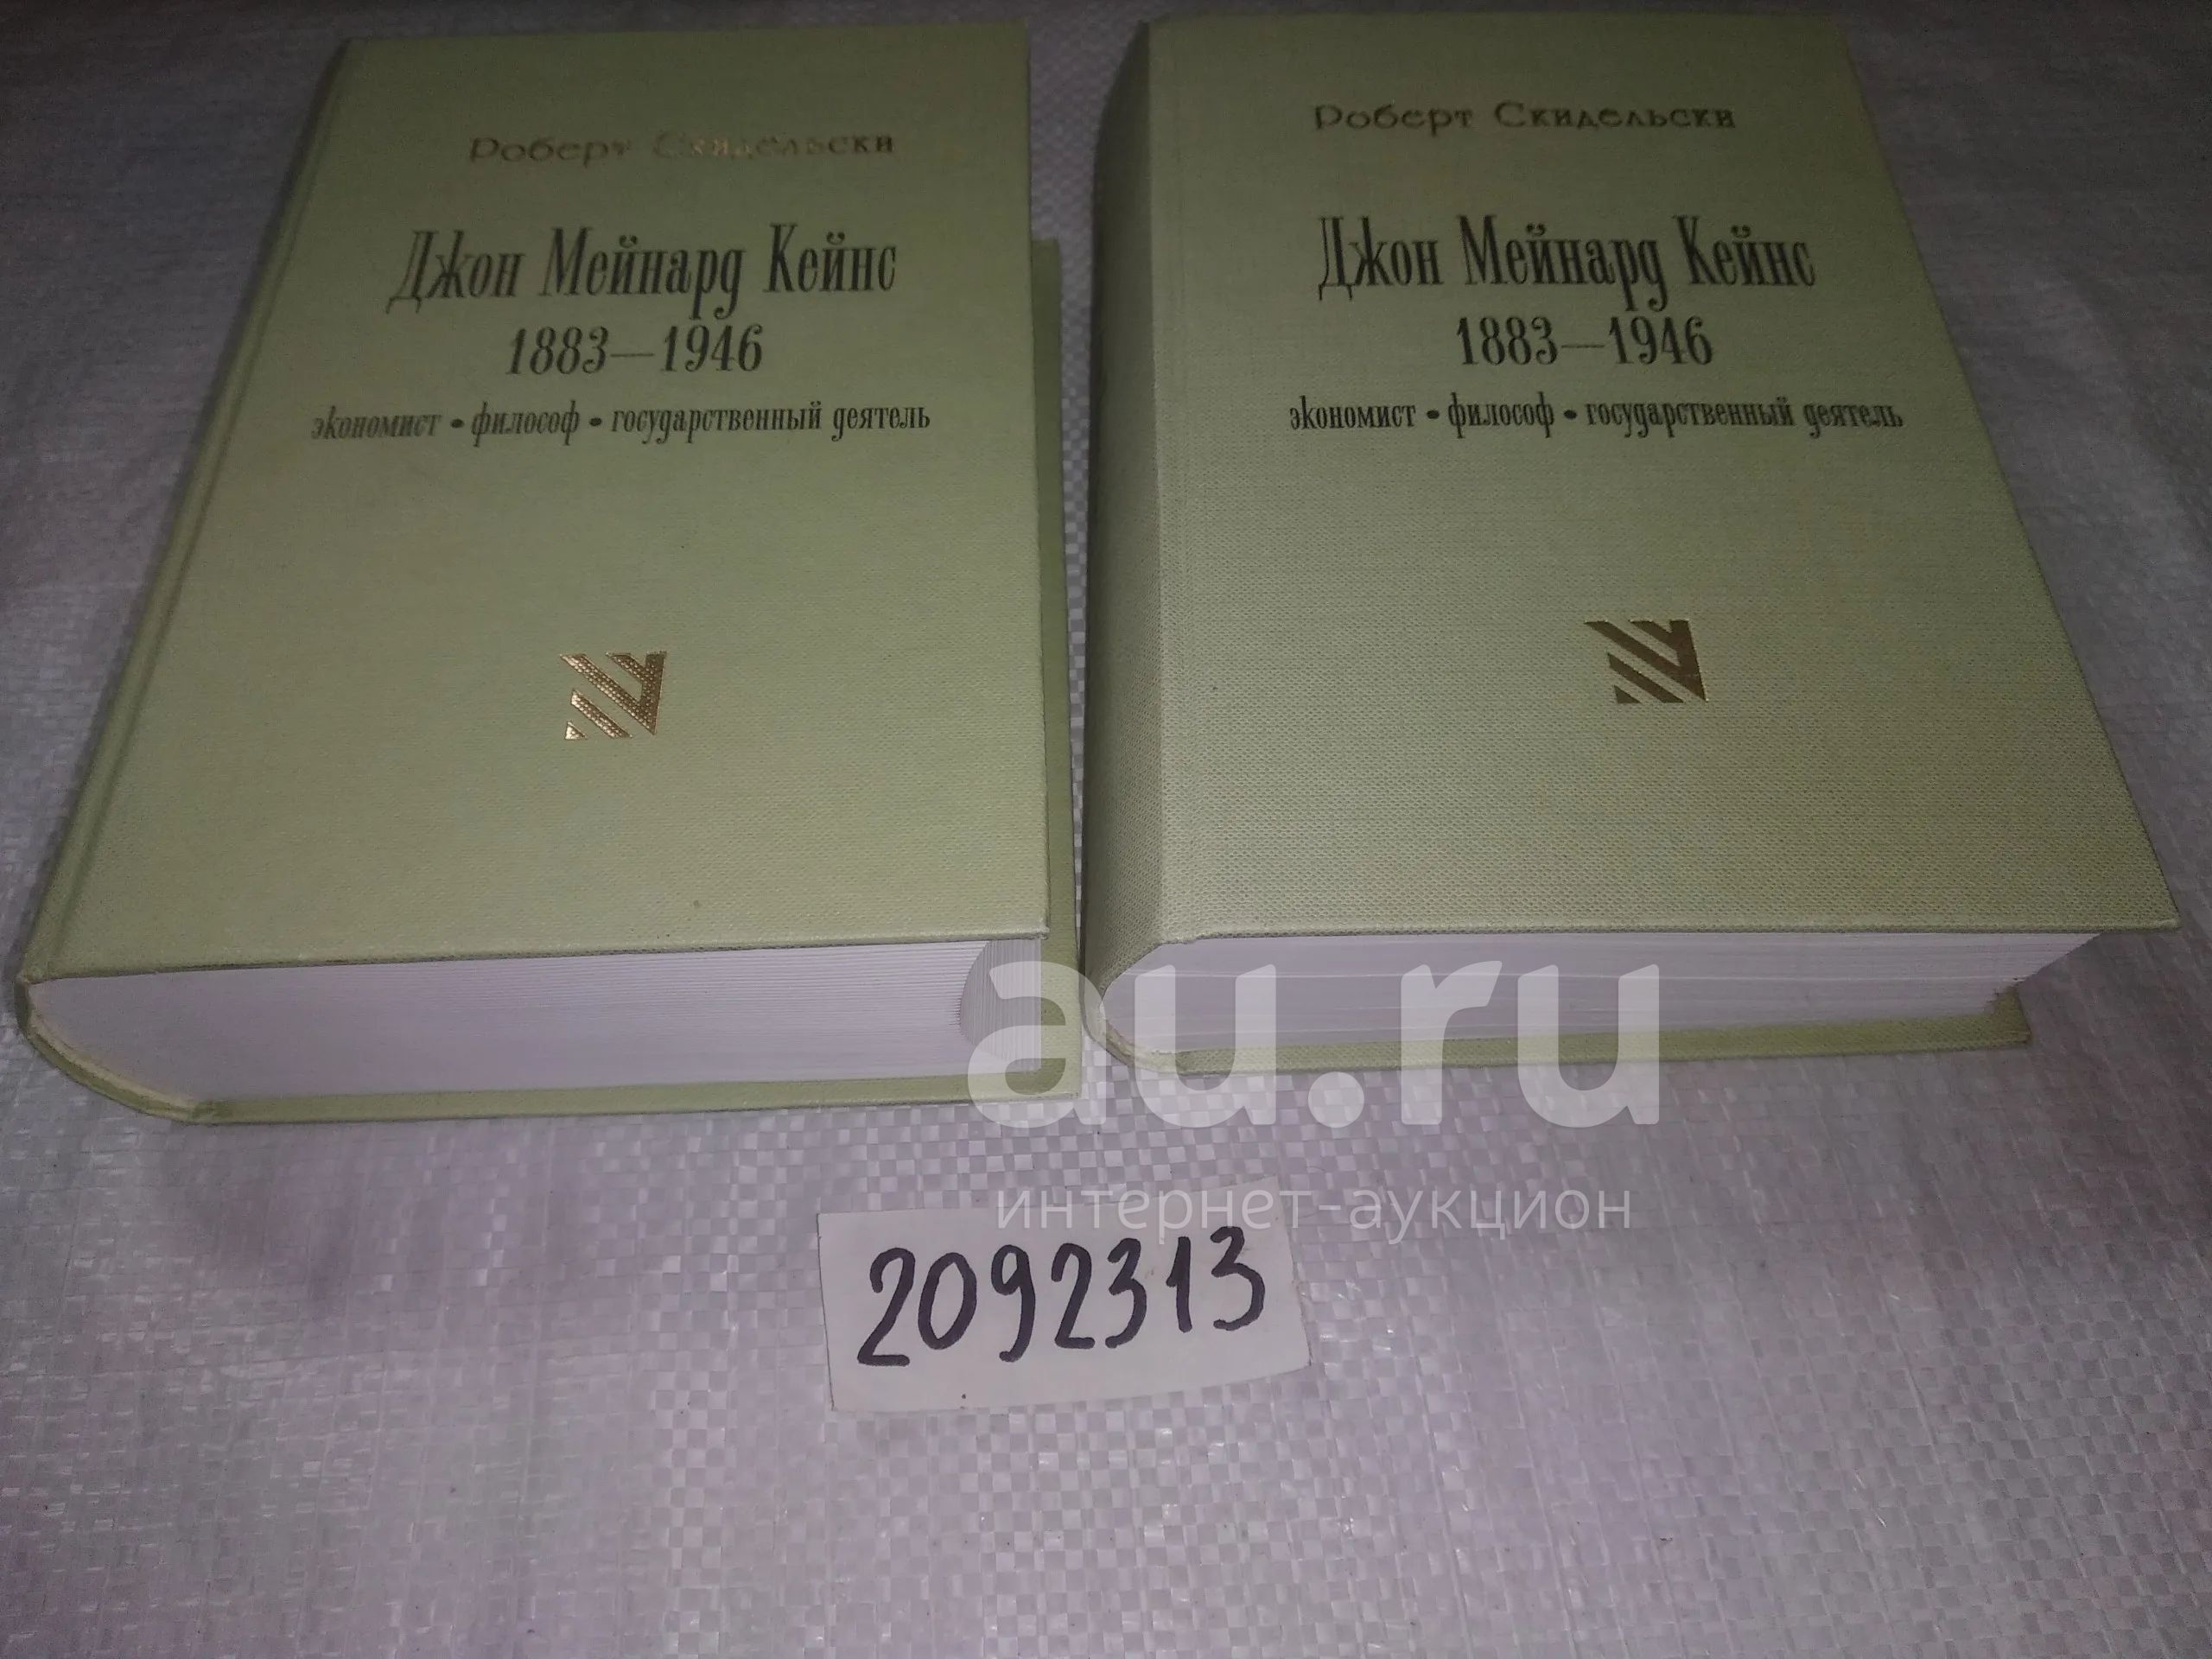 Роберт Скидельски
Джон Мейнард Кейнс
1883—1946
экономист • философ • государственный деятель
Роберт Скидельски
Джон Мейнард Кейнс
1883—1946
экономист • философ • государственный деятель
au.ru
интернет-аукцион
2092313